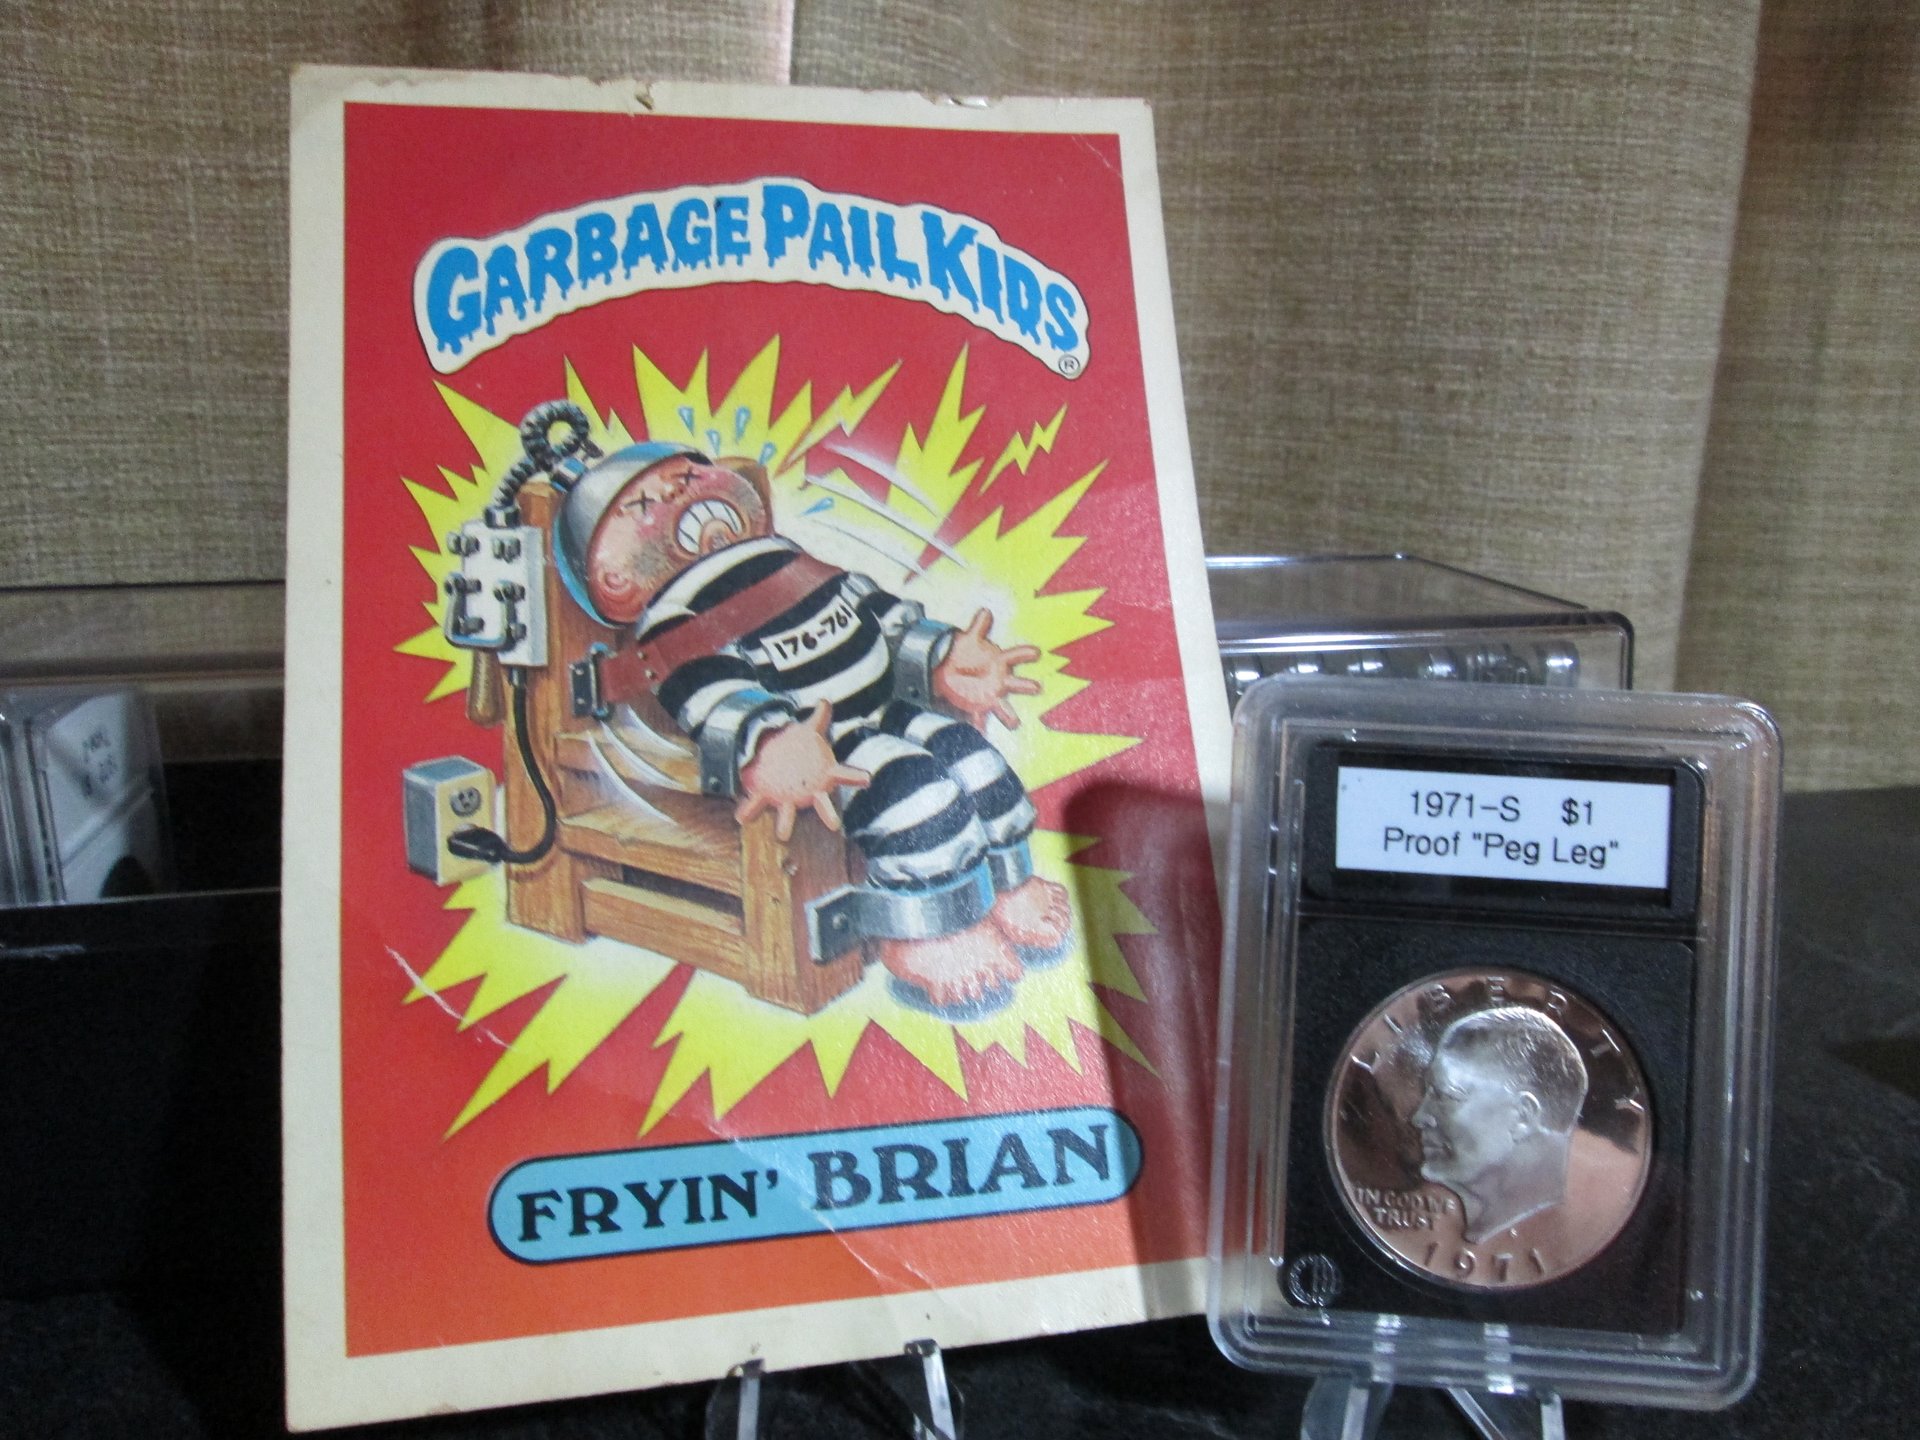 GARBAGE PAIL KIDS
®
176-761
FRYIN' BRIAN
1971-S $1
Proof "Peg Leg"
LIBERTY
IN GOD WE
TRUST
S
1971